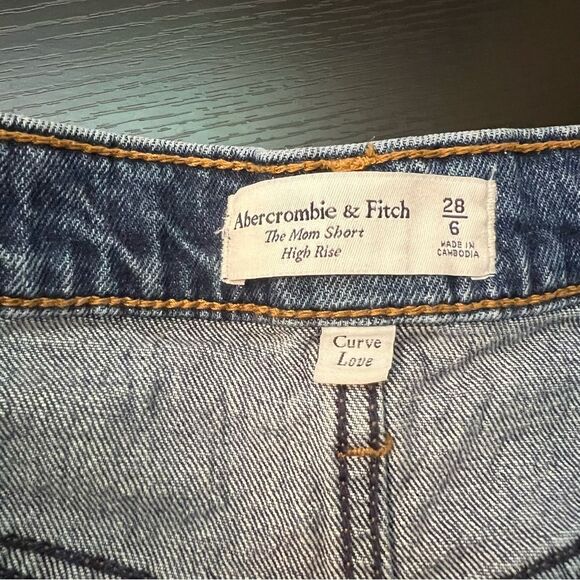 Abercrombie & Fitch
The Mom Short
High Rise
28
6
MADE IN
CAMBODIA
Curve
Love